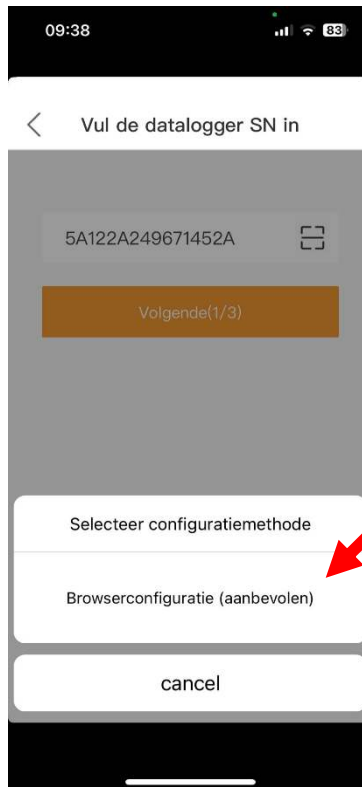 09:38
83
Vul de datalogger SN in
5A122A249671452A
Volgende(1/3)
Selecteer configuratiemethode
Browserconfiguratie (aanbevolen)
cancel